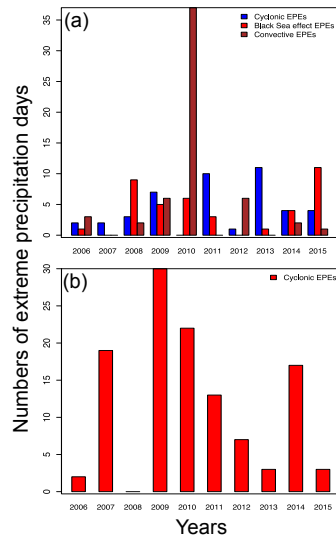 (a)
Cyclonic EPEs
Black Sea effect EPEs
Convective EPEs
35
30
25
20
15
10
5
0
2006 2007 2008 2009 2010 2011 2012 2013 2014 2015
Numbers of extreme precipitation days
(b)
Cyclonic EPEs
30
25
20
15
10
5
0
2006 2007 2008 2009 2010 2011 2012 2013 2014 2015
Years